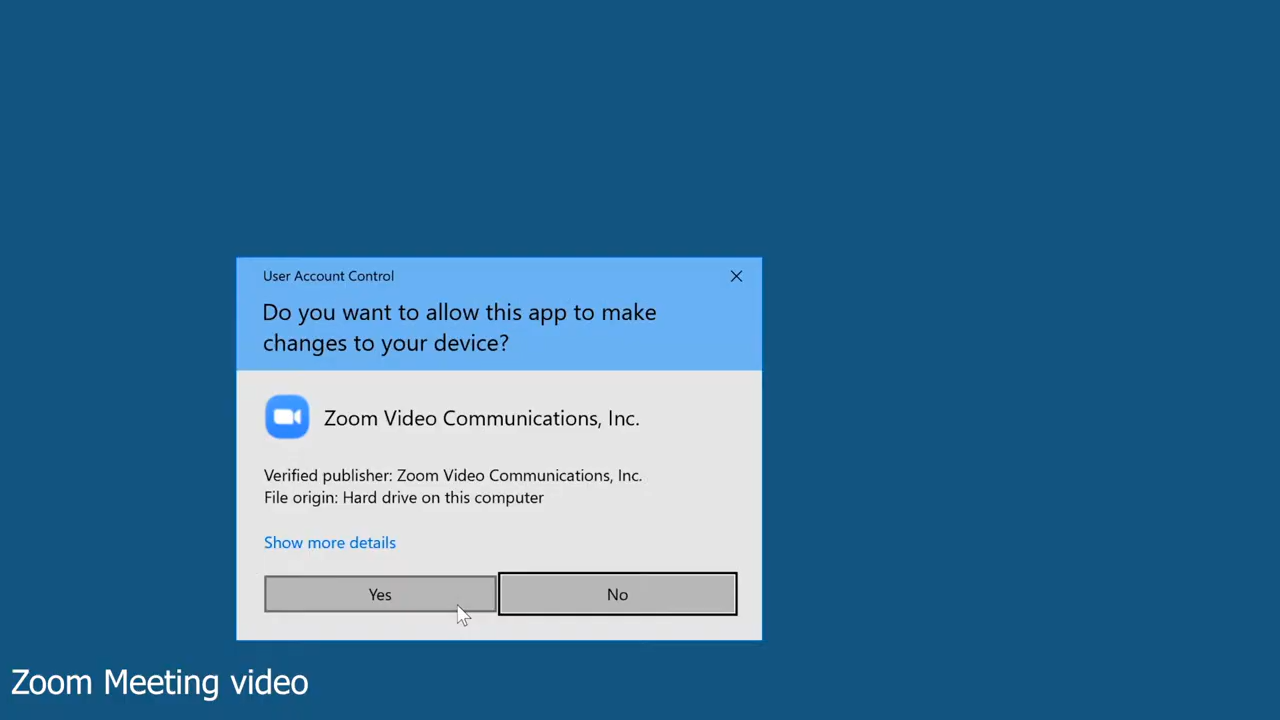 User Account Control
Do you want to allow this app to make
changes to your device?
Zoom Video Communications, Inc.
Verified publisher: Zoom Video Communications, Inc.
File origin: Hard drive on this computer
Show more details
Yes
No
Zoom Meeting video